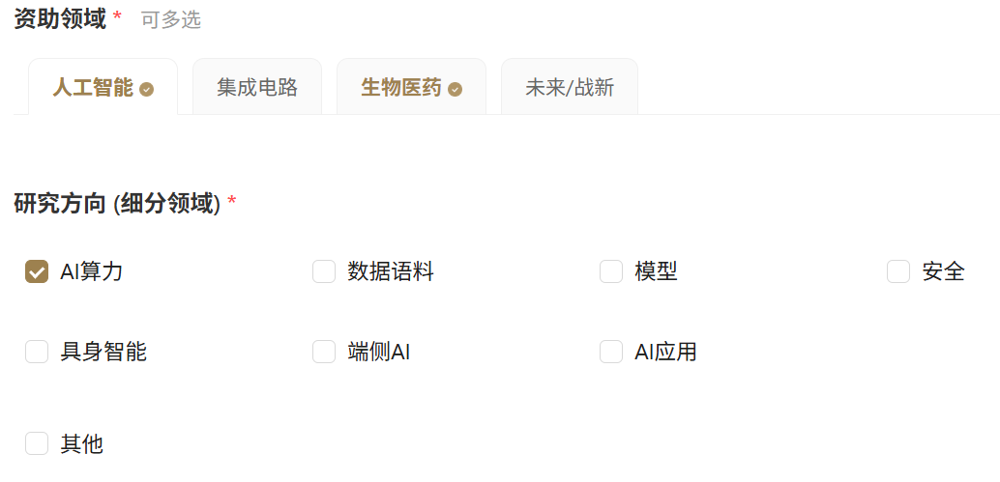 资助领域 * 可多选
人工智能 集成电路 生物医药 未来/战新
研究方向 (细分领域) *
AI算力 数据语料 模型 安全
具身智能 端侧AI AI应用
其他